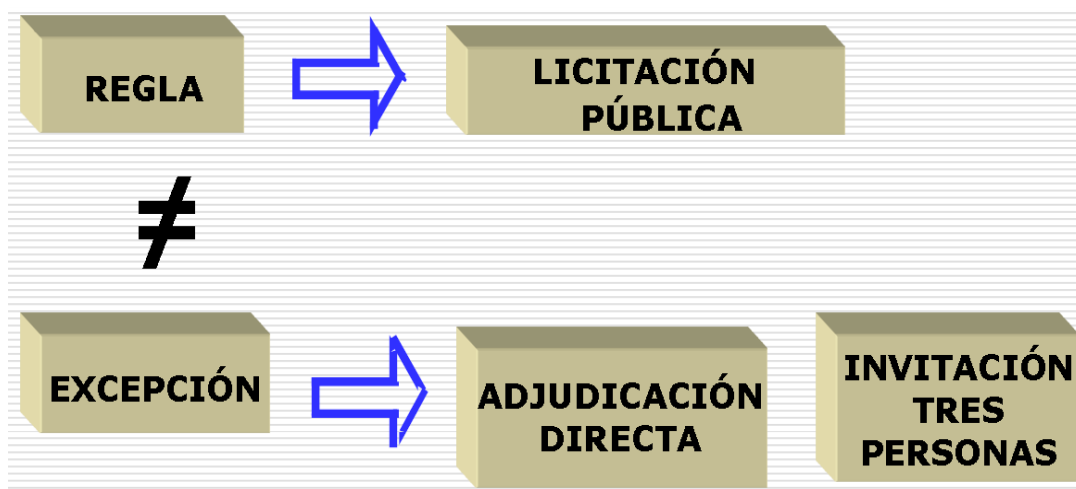 REGLA
LICITACIÓN
PÚBLICA
≠
EXCEPCIÓN
ADJUDICACIÓN
DIRECTA
INVITACIÓN
TRES
PERSONAS